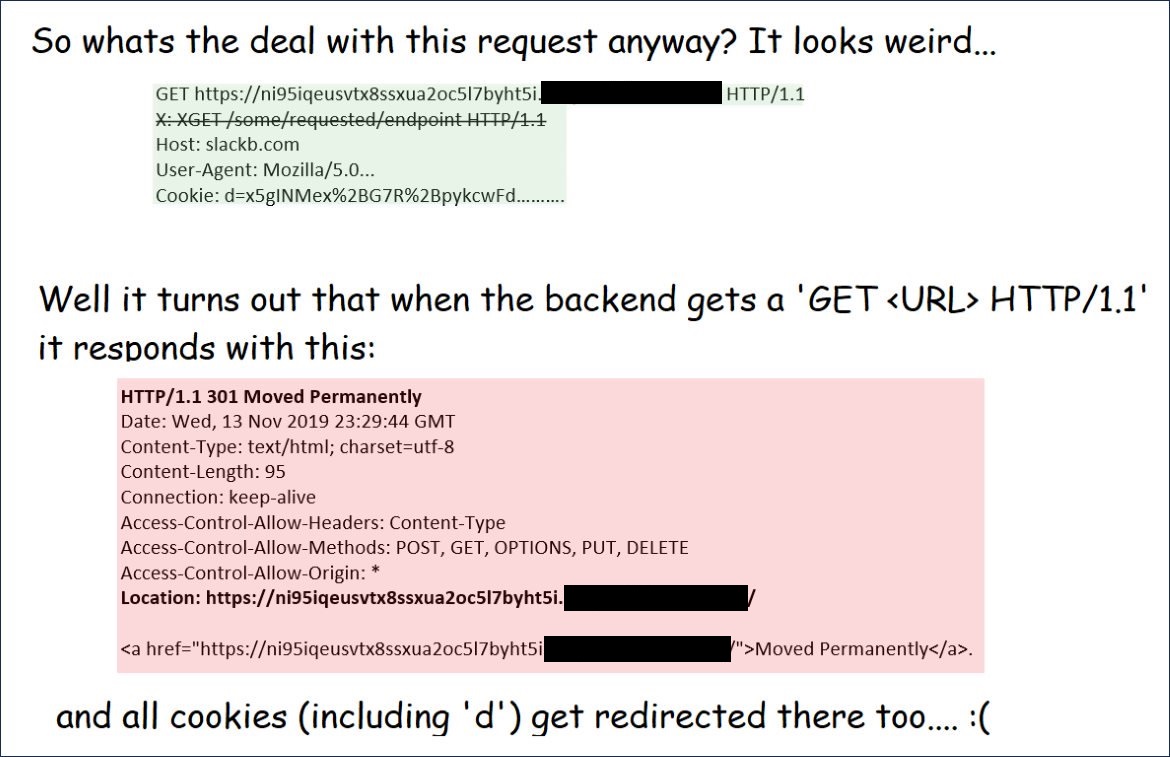 So whats the deal with this request anyway? It looks weird...
GET https://ni95iqeusvtx8ssxua2oc5l7byht5i. HTTP/1.1
X: XGET /some/requested/endpoint HTTP/1.1
Host: slackb.com
User-Agent: Mozilla/5.0...
Cookie: d=x5gINMex%2BG7R%2BpykcwFd..........
Well it turns out that when the backend gets a 'GET <URL> HTTP/1.1'
it responds with this:
HTTP/1.1 301 Moved Permanently
Date: Wed, 13 Nov 2019 23:29:44 GMT
Content-Type: text/html; charset=utf-8
Content-Length: 95
Connection: keep-alive
Access-Control-Allow-Headers: Content-Type
Access-Control-Allow-Methods: POST, GET, OPTIONS, PUT, DELETE
Access-Control-Allow-Origin: *
Location: https://ni95iqeusvtx8ssxua2oc5l7byht5i. /
<a href="https://ni95iqeusvtx8ssxua2oc5l7byht5i /">Moved Permanently</a>.
and all cookies (including 'd') get redirected there too.... :(